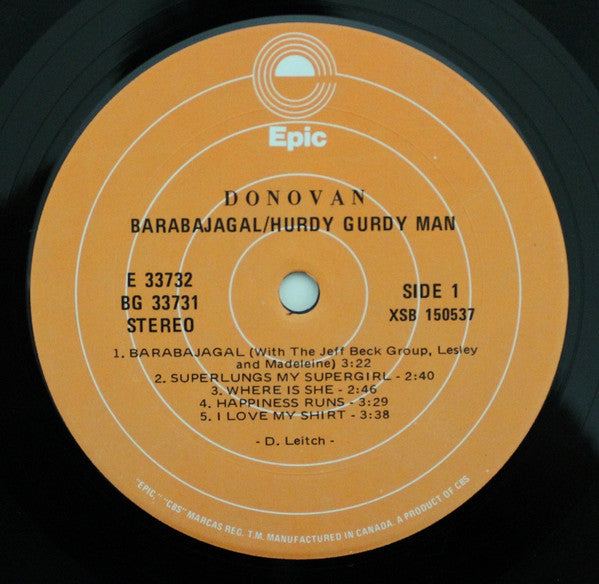 Epic
DONOVAN
BARABAJAGAL/HURDY GURDY MAN
E 33732
BG 33731
STEREO
SIDE 1
XSB 150537
1. BARABAJAGAL (With The Jeff Beck Group, Lesley
and Madeleine) 3:22
2. SUPERLUNGS MY SUPERGIRL - 2:40
3. WHERE IS SHE - 2:46
4. HAPPINESS RUNS - 3:29
5. I LOVE MY SHIRT - 3:38
- D. Leitch -
"EPIC," "CBS" MARCAS REG. T.M. MANUFACTURED IN CANADA. A PRODUCT OF CBS